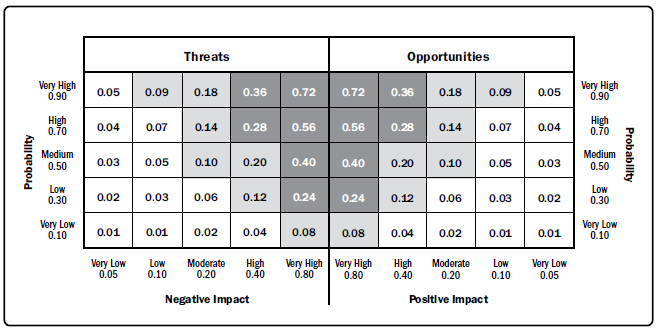 Threats Opportunities
Very High 0.05 0.09 0.18 0.36 0.72 0.72 0.36 0.18 0.09 0.05 Very High
0.90 0.90
High 0.04 0.07 0.14 0.28 0.56 0.56 0.28 0.14 0.07 0.04 High
0.70 0.70
Medium 0.03 0.05 0.10 0.20 0.40 0.40 0.20 0.10 0.05 0.03 Medium
0.50 0.50
Low 0.02 0.03 0.06 0.12 0.24 0.24 0.12 0.06 0.03 0.02 Low
0.30 0.30
Very Low 0.01 0.01 0.02 0.04 0.08 0.08 0.04 0.02 0.01 0.01 Very Low
0.10 0.10
Probability
Probability
Very Low Low Moderate High Very High Very High High Moderate Low Very Low
0.05 0.10 0.20 0.40 0.80 0.80 0.40 0.20 0.10 0.05
Negative Impact Positive Impact